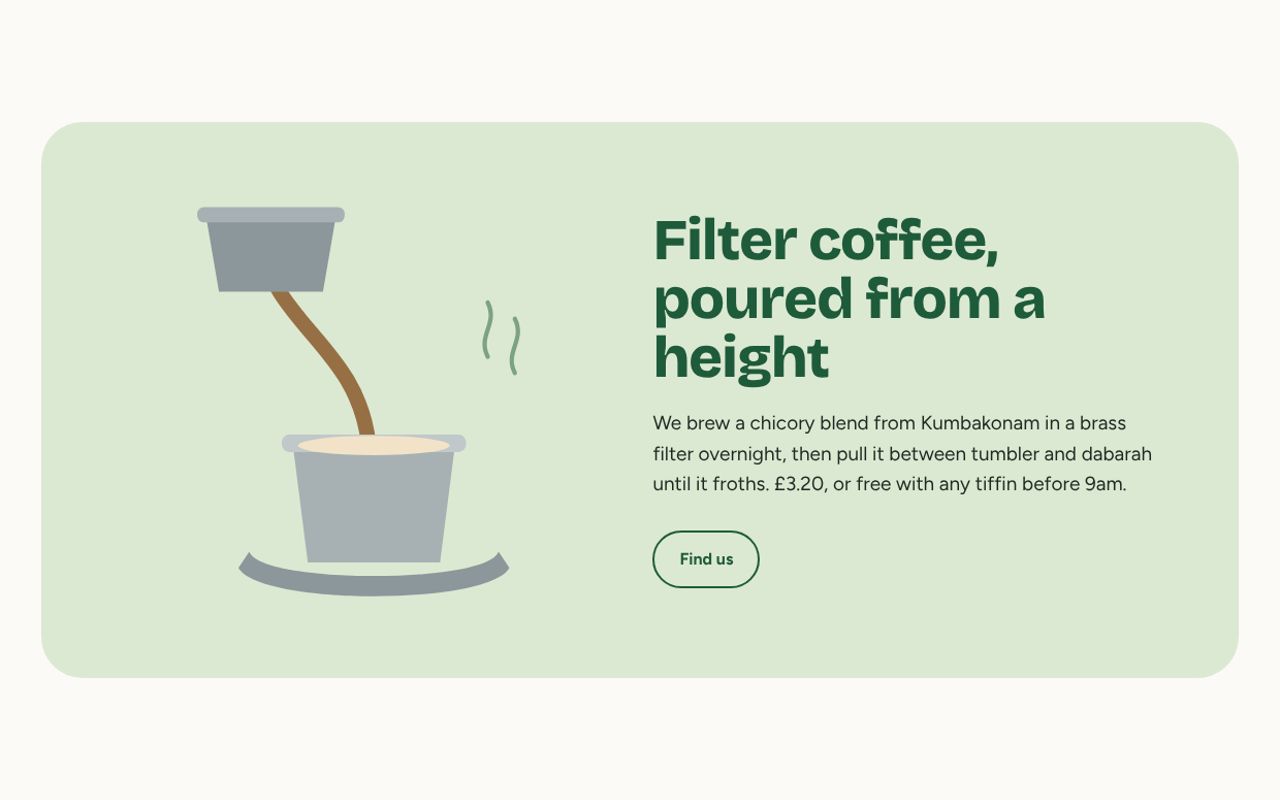 Filter coffee,
poured from a
height
We brew a chicory blend from Kumbakonam in a brass
filter overnight, then pull it between tumbler and dabarah
until it froths. £3.20, or free with any tiffin before 9am.
Find us